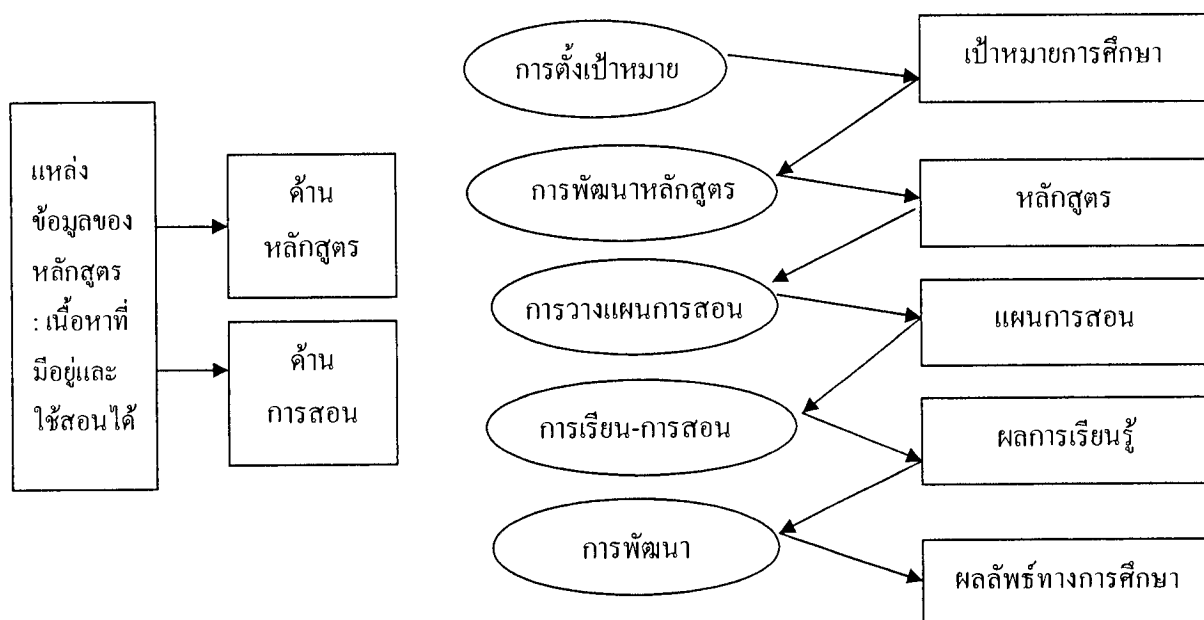 แหล่ง
ข้อมูลของ
หลักสูตร
: เนื้อหาที่
มีอยู่และ
ใช้สอนได้
ด้าน
หลักสูตร
ด้าน
การสอน
การตั้งเป้าหมาย
เป้าหมายการศึกษา
การพัฒนาหลักสูตร
หลักสูตร
การวางแผนการสอน
แผนการสอน
การเรียน-การสอน
ผลการเรียนรู้
การพัฒนา
ผลลัพธ์ทางการศึกษา